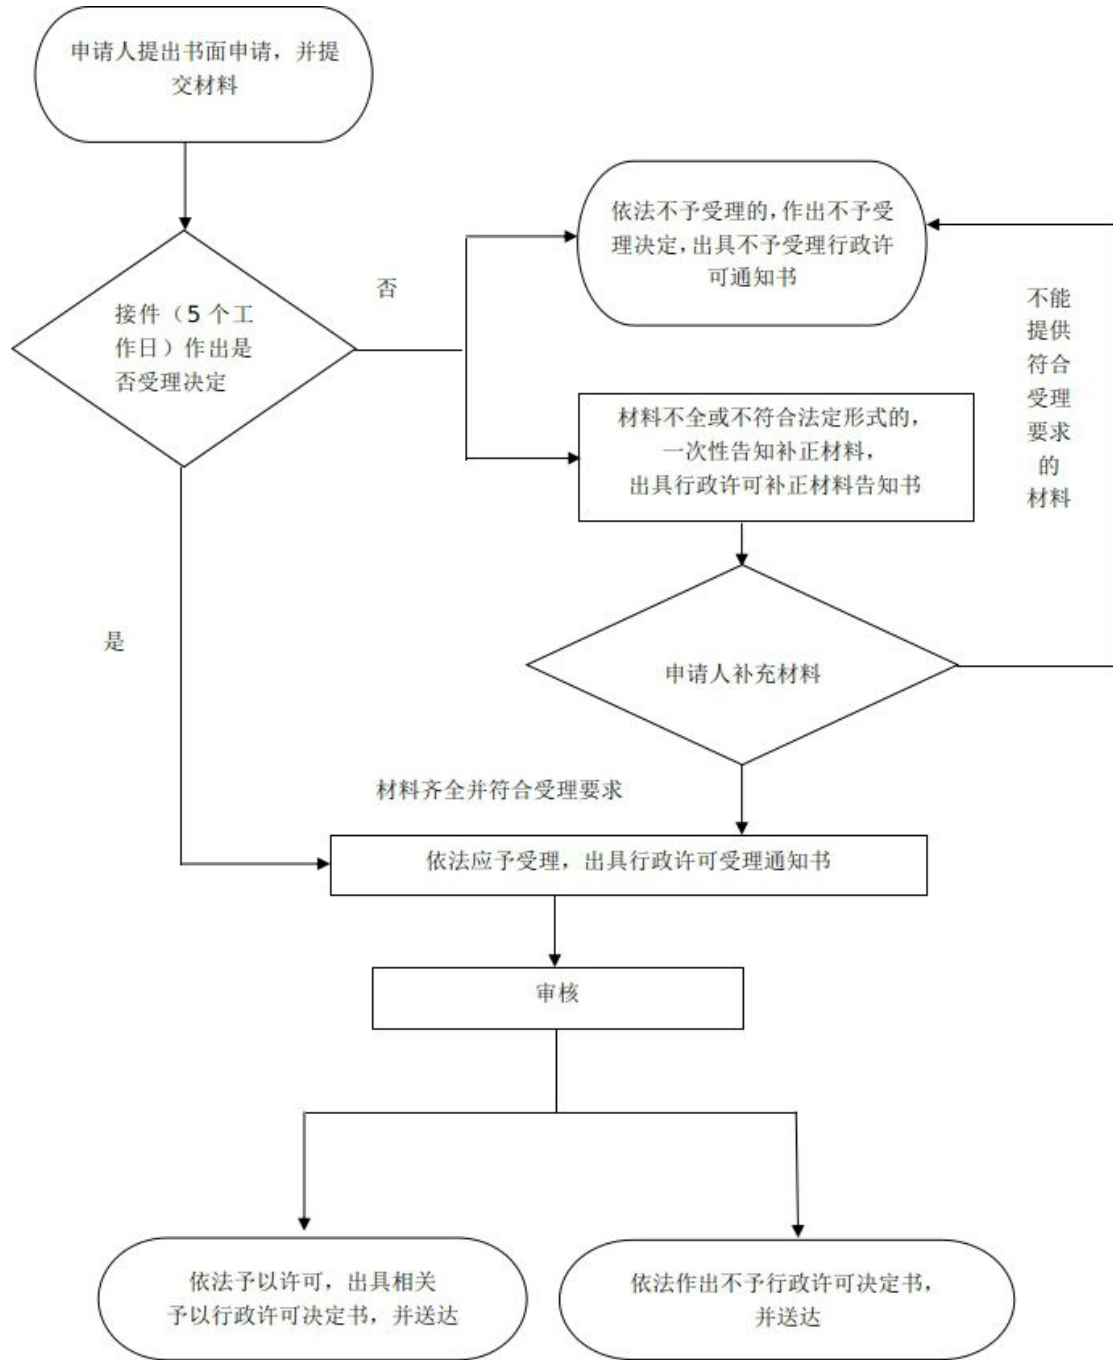 申请人提出书面申请，并提
交材料
依法不予受理的，作出不予受
理决定，出具不予受理行政许
可通知书
否
接件（5 个工
作日）作出是
否受理决定
不能
提供
符合
受理
要求
的
材料
材料不全或不符合法定形式的，
一次性告知补正材料，
出具行政许可补正材料告知书
是
申请人补充材料
材料齐全并符合受理要求
依法应予受理，出具行政许可受理通知书
审核
依法予以许可，出具相关
予以行政许可决定书，并送达
依法作出不予行政许可决定书，
并送达